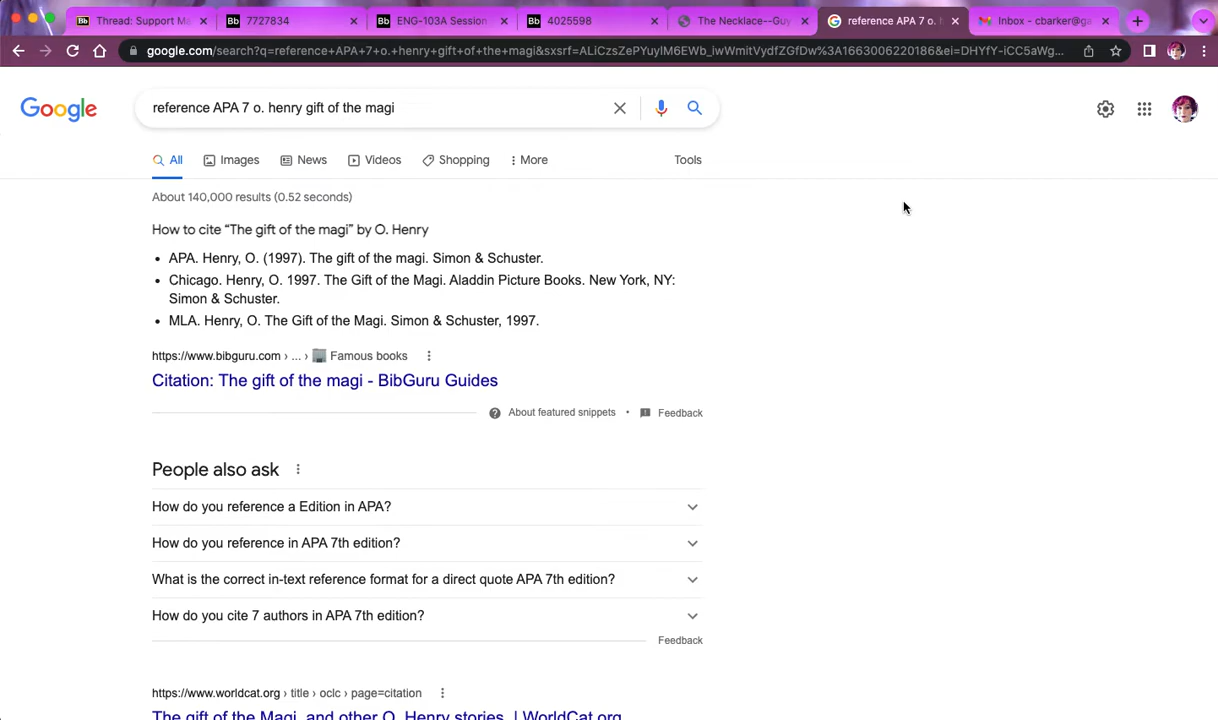 Bb Thread: Support Ma
Bb 7727834
Bb ENG-103A Session
Bb 4025598
The Necklace--Guy
reference APA 7 o. h
Inbox - cbarker@ga
google.com/search?q=reference+APA+7+o.+henry+gift+of+the+magi&sxsrf=ALiCzsZePYuylM6EWb_iwWmitVydfZGfDw%3A1663006220186&ei=DHYfY-iCC5aWg...
Google
reference APA 7 o. henry gift of the magi
All Images News Videos Shopping More Tools
About 140,000 results (0.52 seconds)
How to cite “The gift of the magi” by O. Henry
• APA. Henry, O. (1997). The gift of the magi. Simon & Schuster.
• Chicago. Henry, O. 1997. The Gift of the Magi. Aladdin Picture Books. New York, NY:
Simon & Schuster.
• MLA. Henry, O. The Gift of the Magi. Simon & Schuster, 1997.
https://www.bibguru.com › ... › Famous books
Citation: The gift of the magi - BibGuru Guides
About featured snippets • Feedback
People also ask
How do you reference a Edition in APA?
How do you reference in APA 7th edition?
What is the correct in-text reference format for a direct quote APA 7th edition?
How do you cite 7 authors in APA 7th edition?
Feedback
https://www.worldcat.org › title › oclc › page=citation
The gift of the Magi, and other O. Henry stories. | WorldCat.org